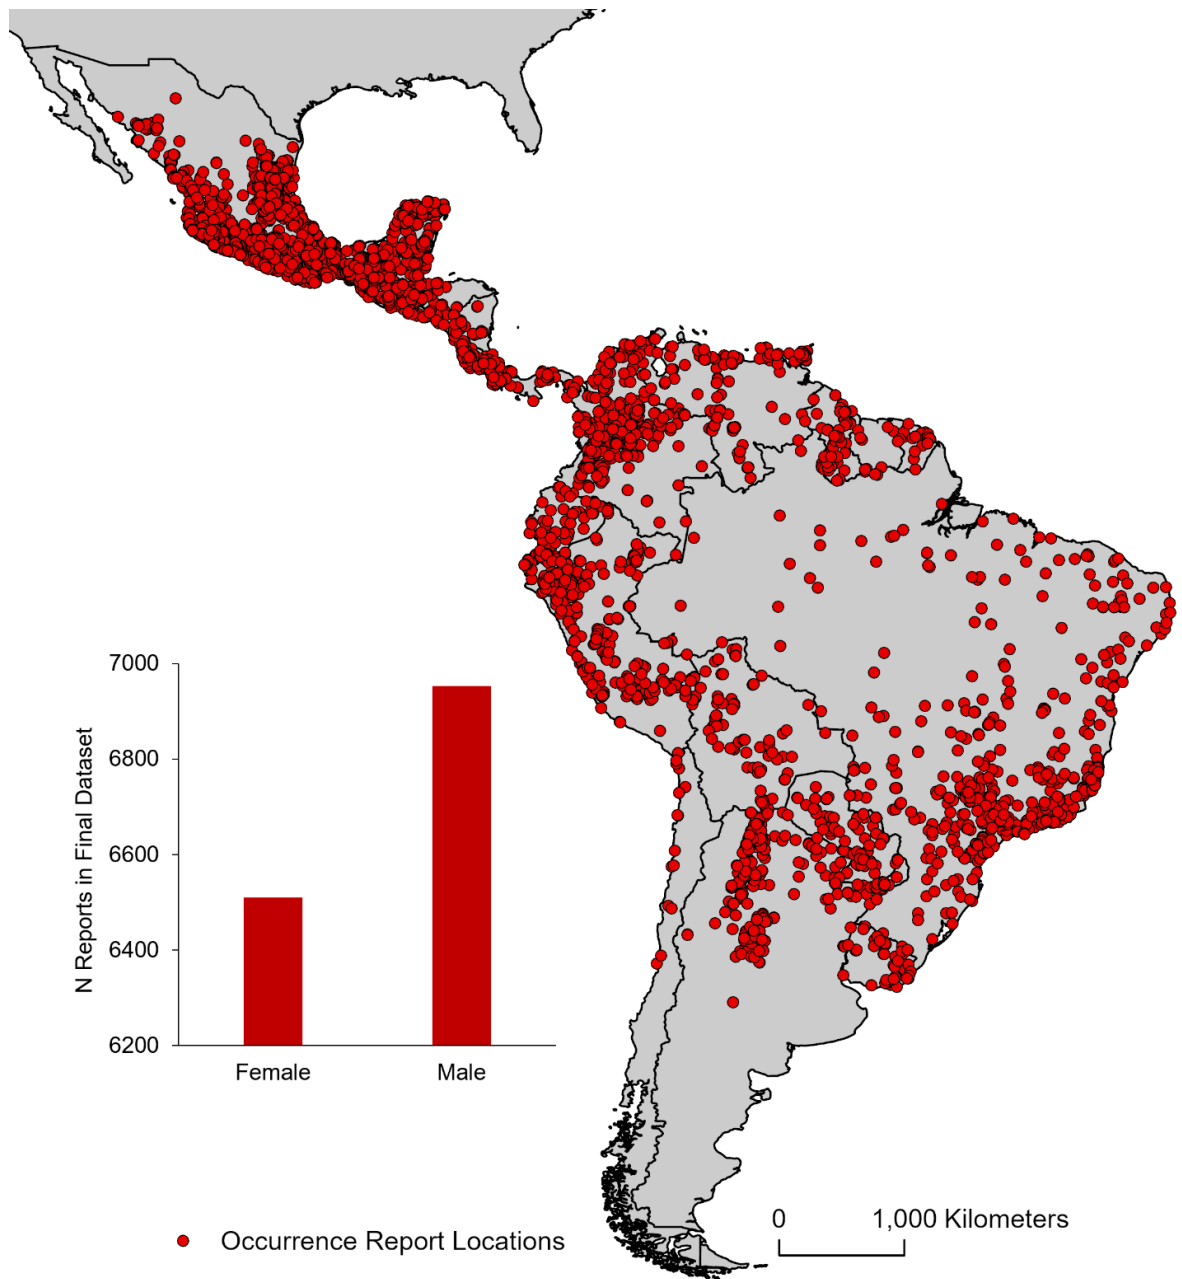 N Reports in Final Dataset
7000
6800
6600
6400
6200
Female Male
Occurrence Report Locations
0 1,000 Kilometers